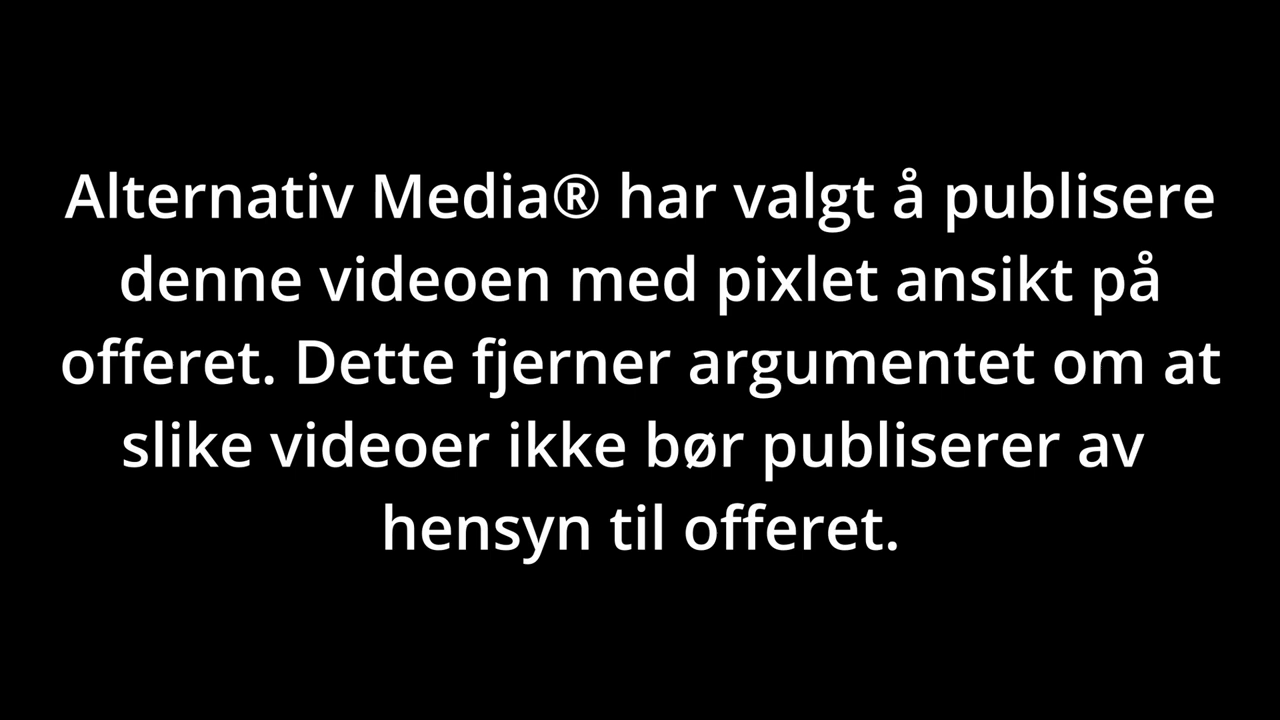 Alternativ Media® har valgt å publisere
denne videoen med pixlet ansikt på
offeret. Dette fjerner argumentet om at
slike videoer ikke bør publiserer av
hensyn til offeret.